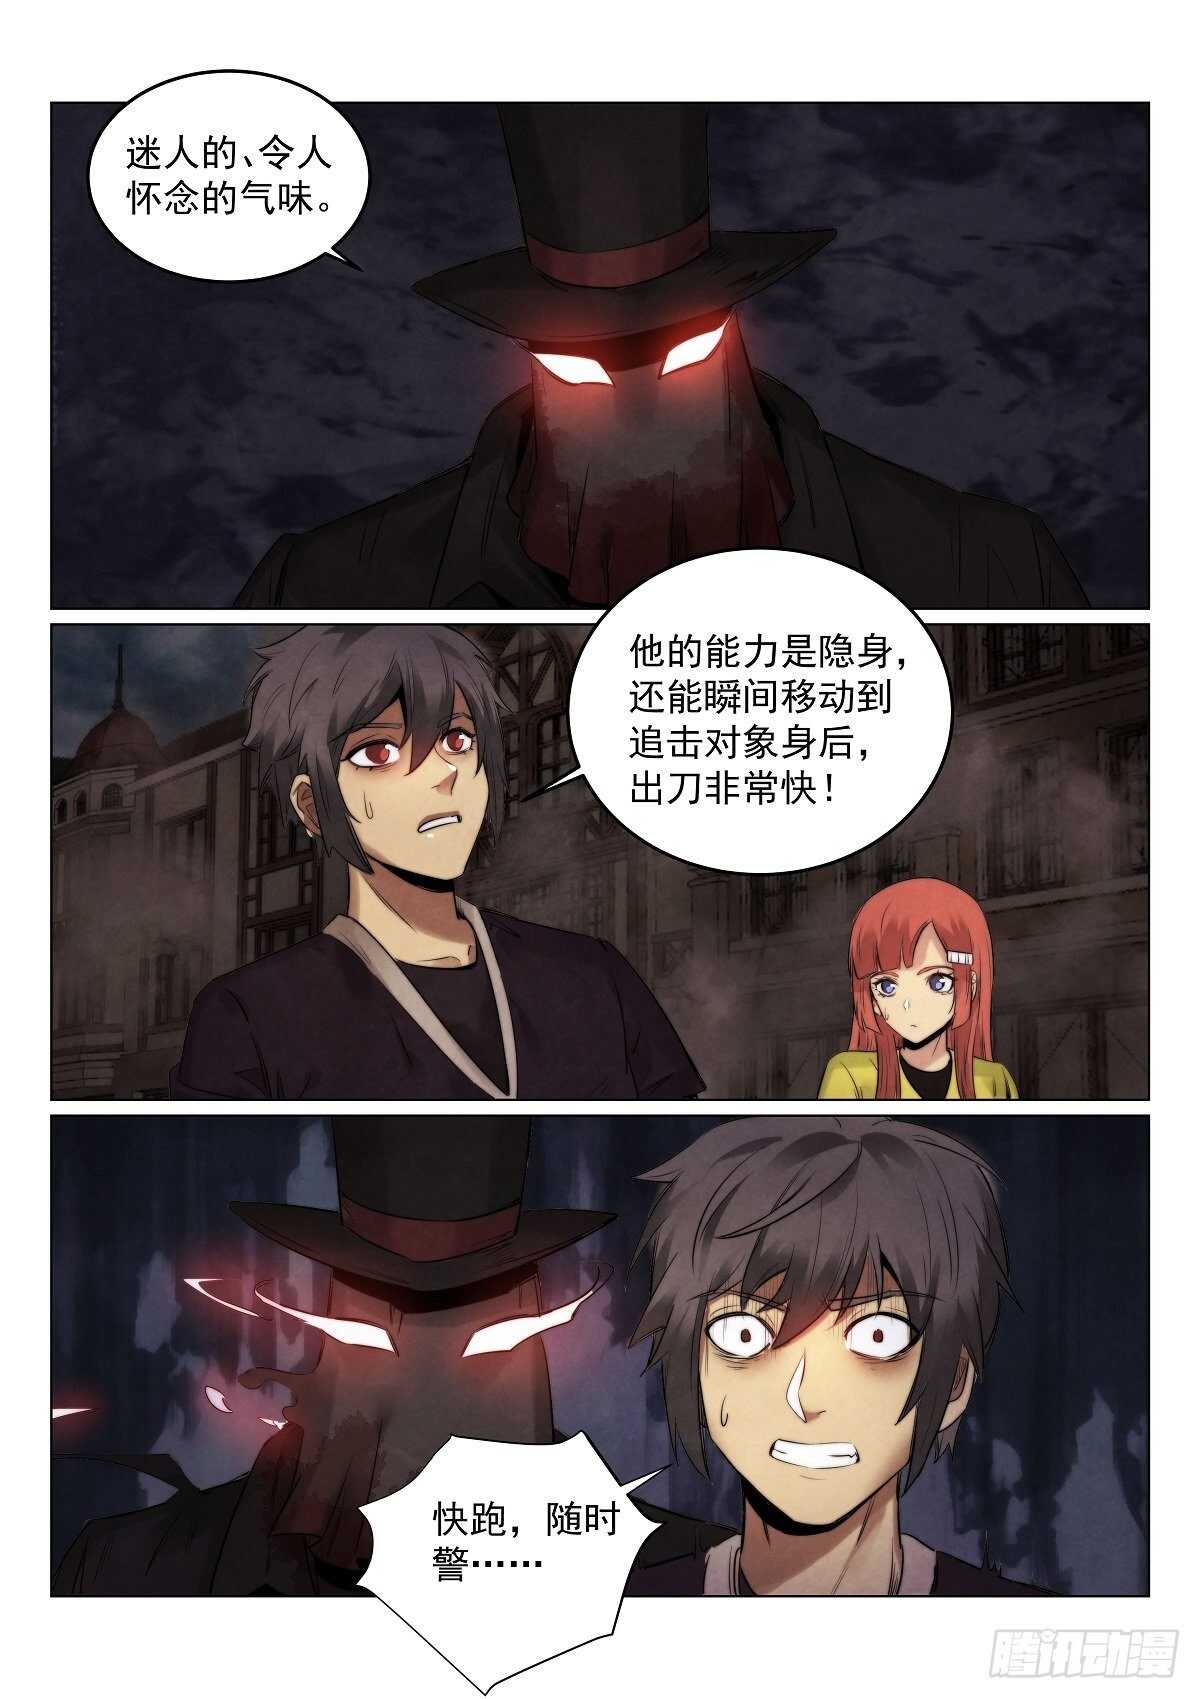 迷人的、令人
怀念的气味。
他的能力是隐身，
还能瞬间移动到
追击对象身后，
出刀非常快！
快跑，随时
警……
腾讯动漫